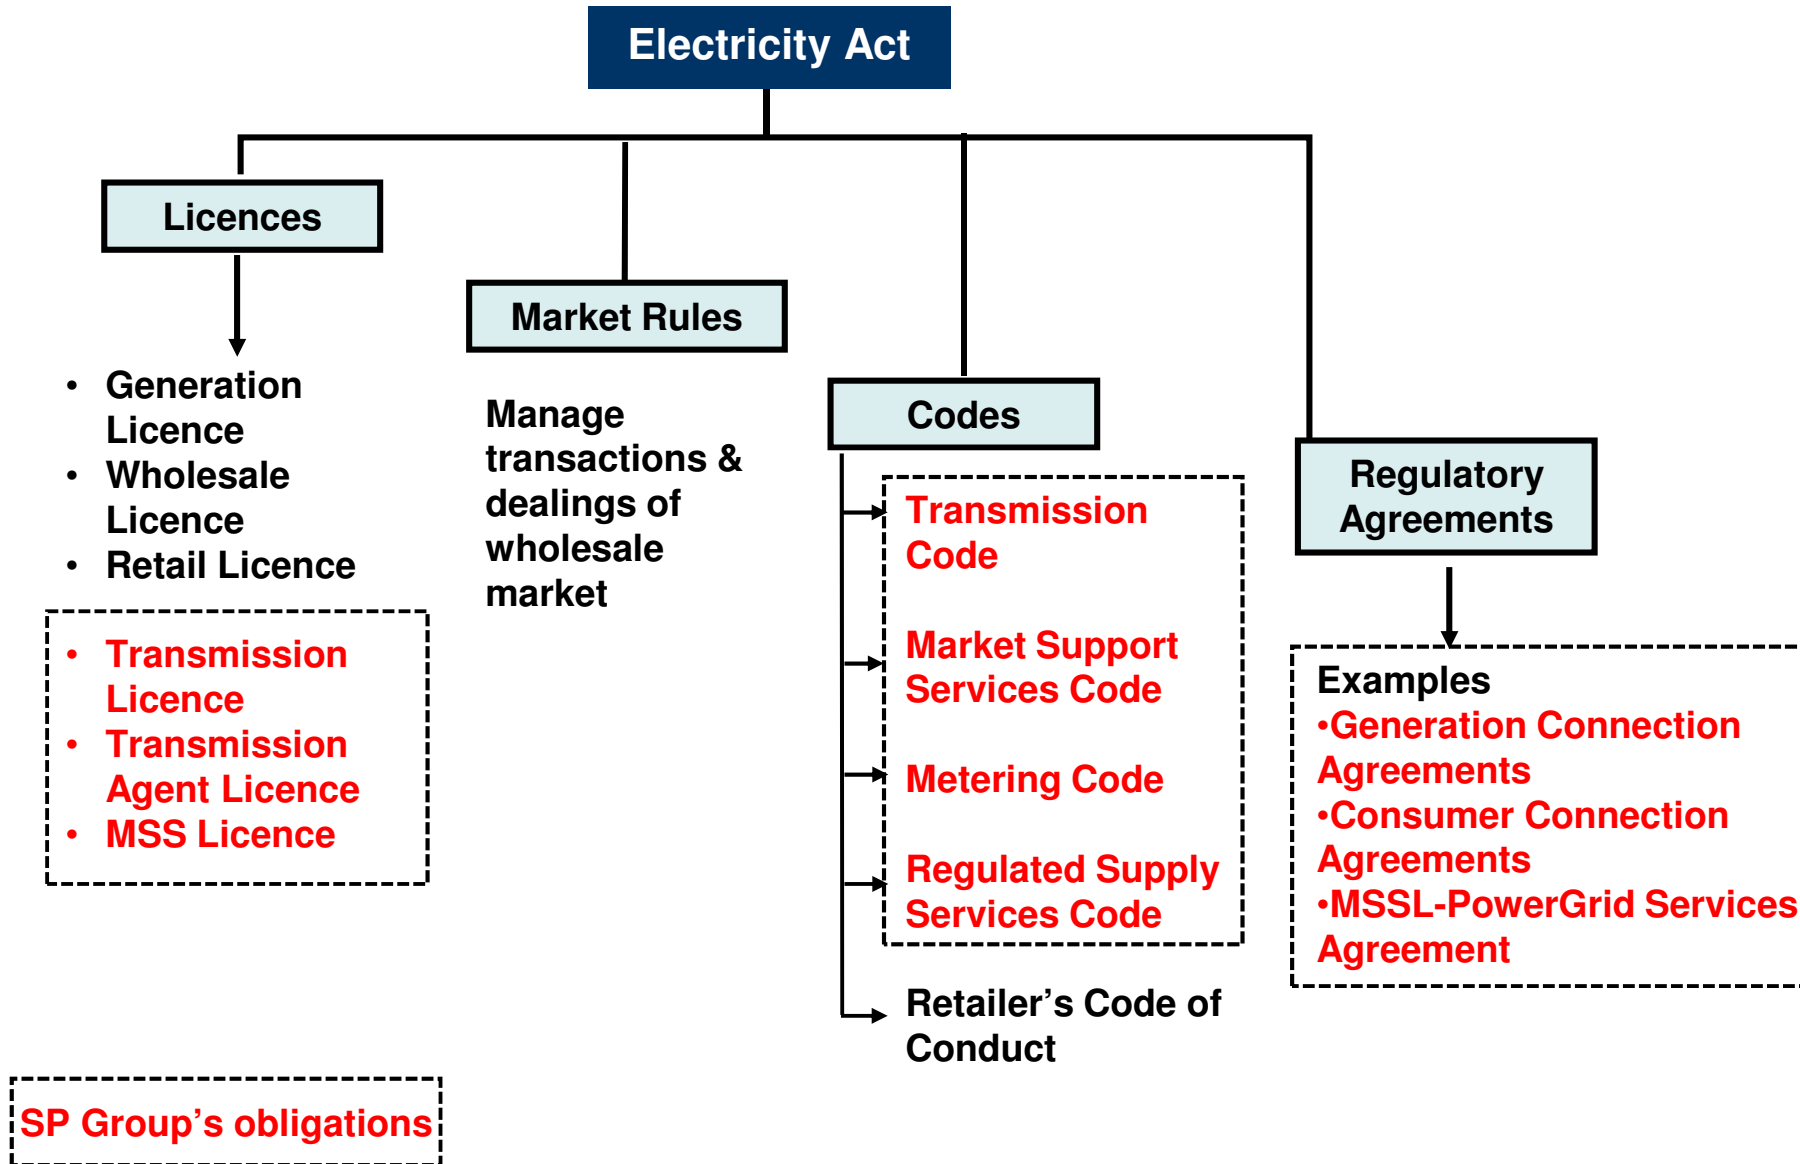 Electricity Act
Licences
• Generation
Licence
• Wholesale
Licence
• Retail Licence
• Transmission
Licence
• Transmission
Agent Licence
• MSS Licence
Market Rules
Manage
transactions &
dealings of
wholesale
market
Codes
Transmission
Code
Market Support
Services Code
Metering Code
Regulated Supply
Services Code
Retailer’s Code of
Conduct
Regulatory
Agreements
Examples
•Generation Connection
Agreements
•Consumer Connection
Agreements
•MSSL-PowerGrid Services
Agreement
SP Group’s obligations